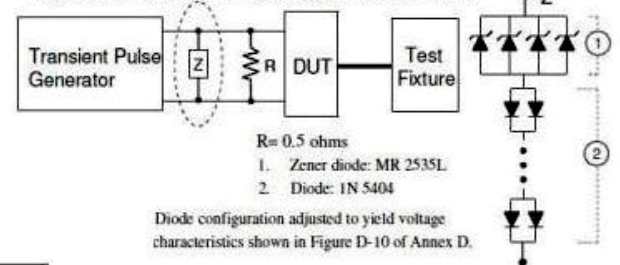 Transient Pulse
Generator
Z
R
DUT
Test
Fixture
Z
1
2
R= 0.5 ohms
1. Zener diode: MR 2535L
2. Diode: 1N 5404
Diode configuration adjusted to yield voltage
characteristics shown in Figure D-10 of Annex D.